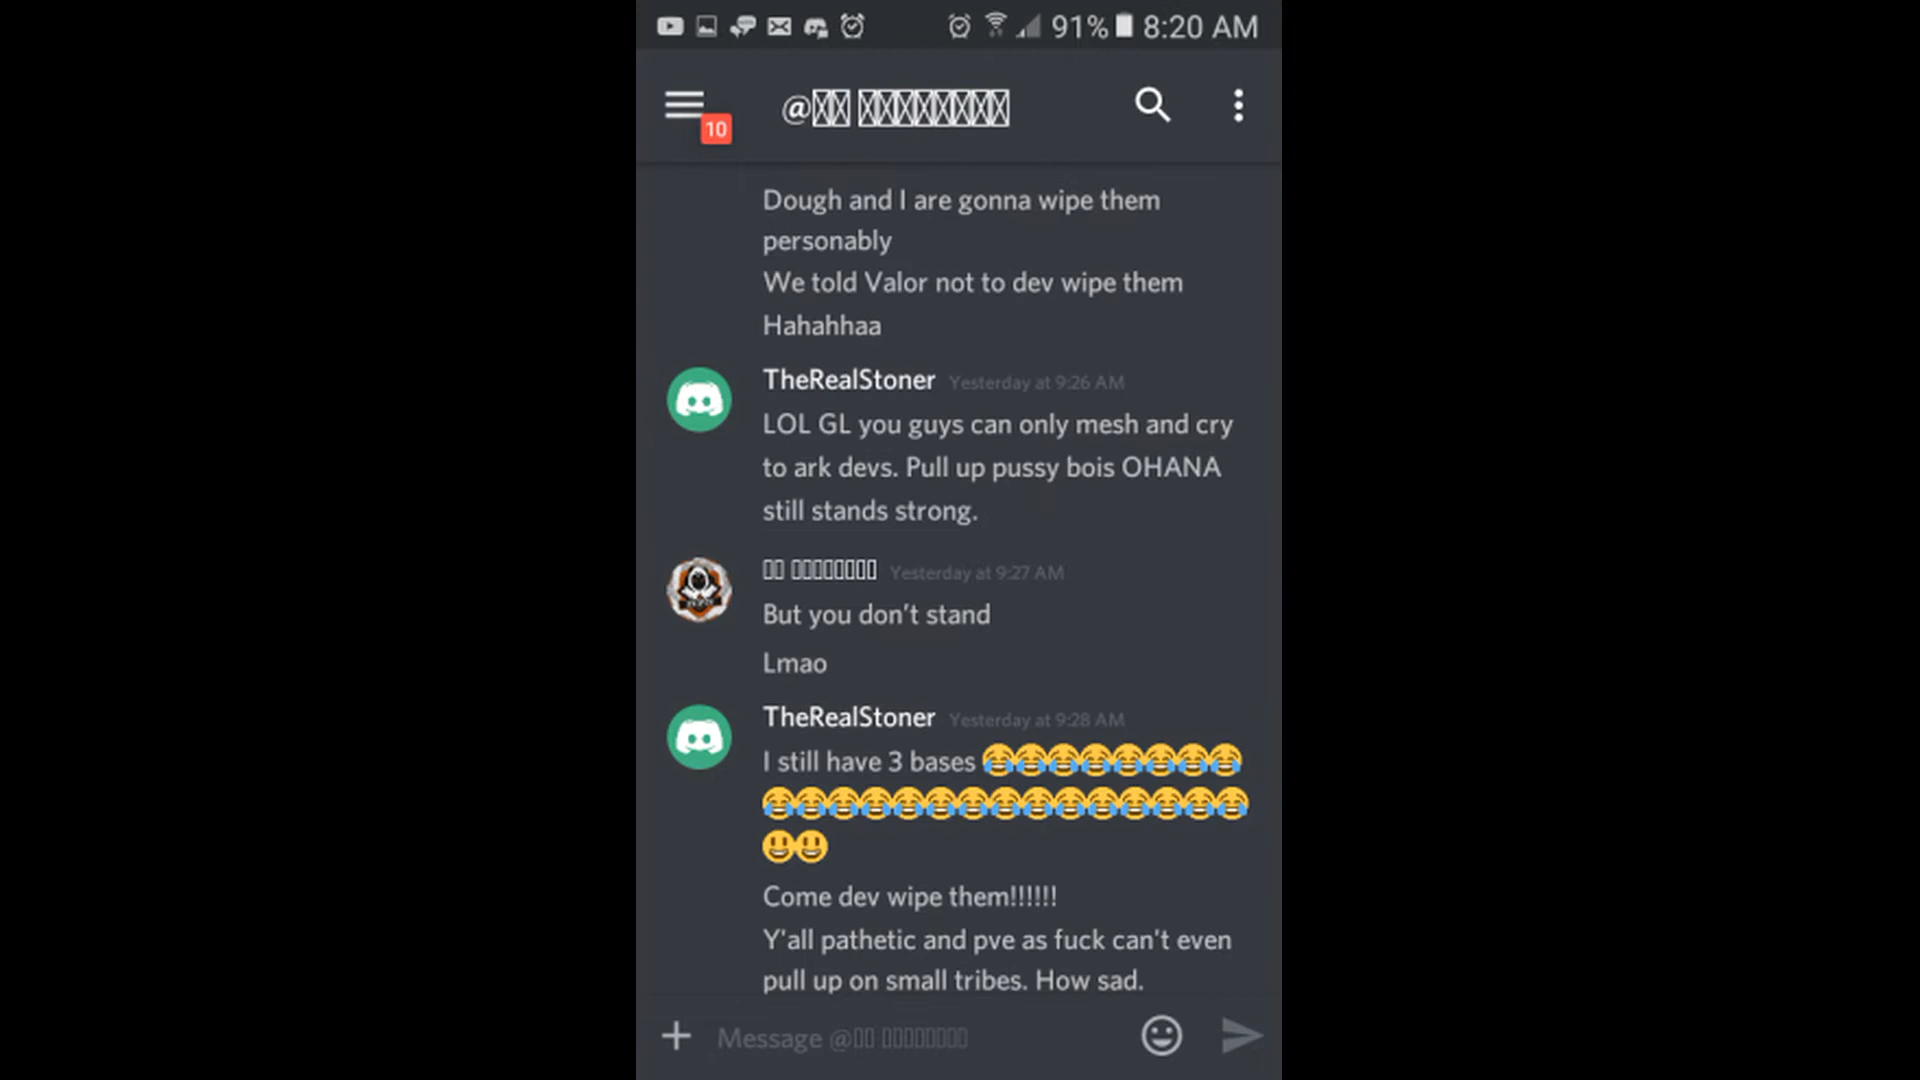 91% 8:20 AM
10
@
Dough and I are gonna wipe them
personably
We told Valor not to dev wipe them
Hahahhaa
TheRealStoner Yesterday at 9:26 AM
LOL GL you guys can only mesh and cry
to ark devs. Pull up pussy bois OHANA
still stands strong.
Yesterday at 9:27 AM
But you don't stand
Lmao
TheRealStoner Yesterday at 9:28 AM
I still have 3 bases 😂😂😂😂😂😂😂😂
😂😂😂😂😂😂😂😂😂😂😂😂😂😂😂
😃😃
Come dev wipe them!!!!!!
Y'all pathetic and pve as fuck can't even
pull up on small tribes. How sad.
Message @